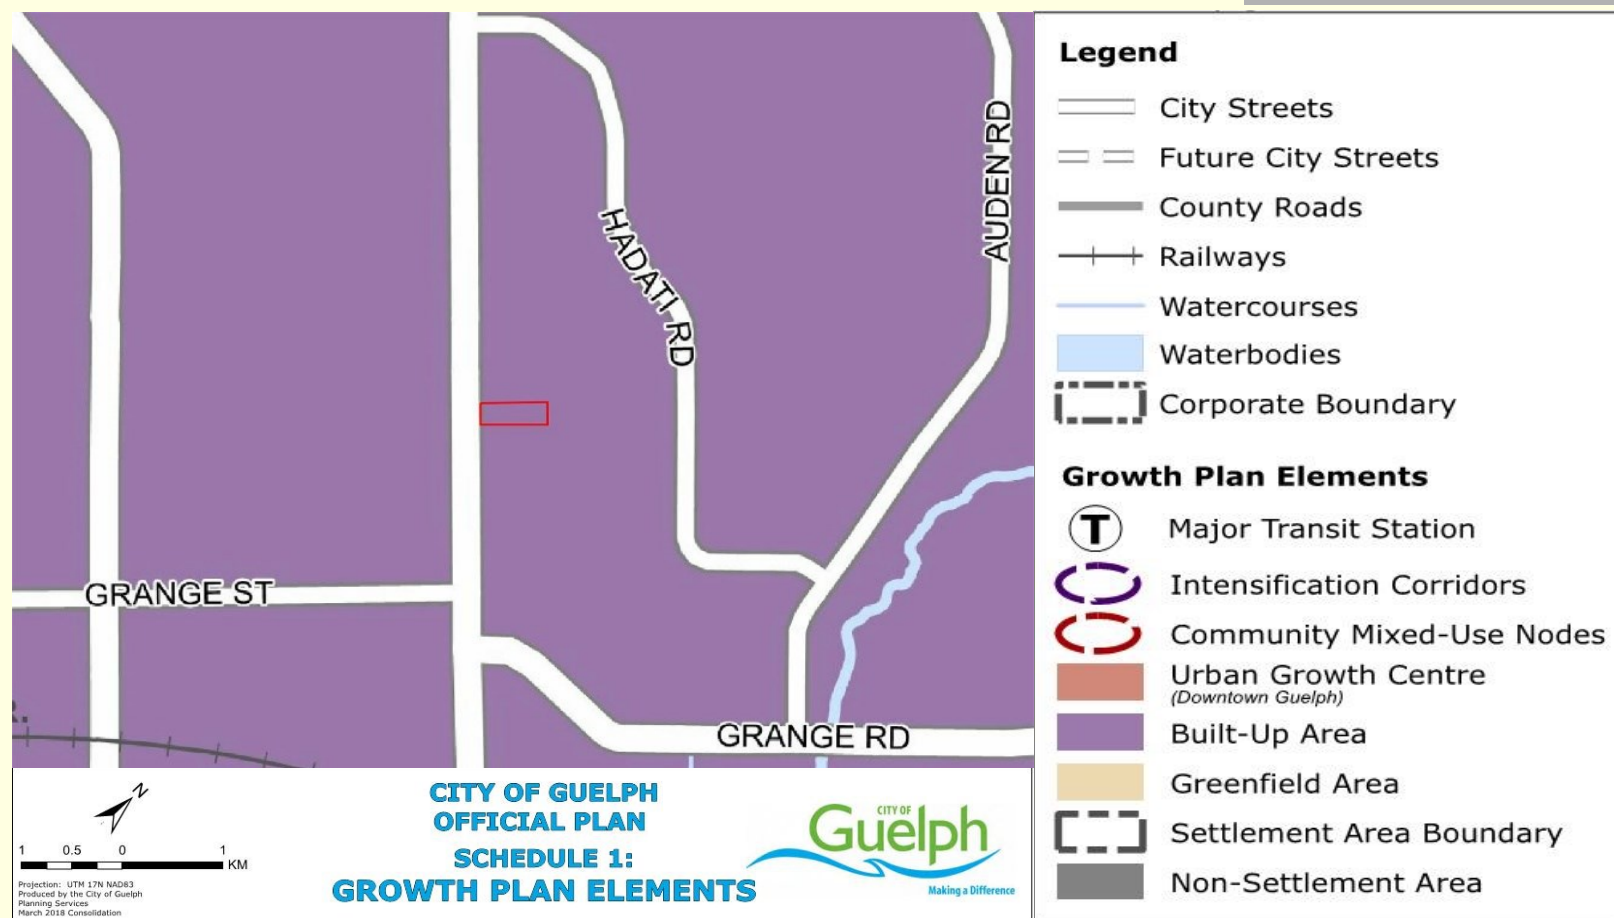 HADATI RD
AUDEN RD
GRANGE ST
GRANGE RD
R.
N
1 0.5 0 1
KM
Projection: UTM 17N NAD83
Produced by the City of Guelph
Planning Services
March 2018 Consolidation
CITY OF GUELPH
OFFICIAL PLAN
SCHEDULE 1:
GROWTH PLAN ELEMENTS
CITY OF
Guelph
Making a Difference
Legend
City Streets
Future City Streets
County Roads
Railways
Watercourses
Waterbodies
Corporate Boundary
Growth Plan Elements
T Major Transit Station
Intensification Corridors
Community Mixed-Use Nodes
Urban Growth Centre
(Downtown Guelph)
Built-Up Area
Greenfield Area
Settlement Area Boundary
Non-Settlement Area